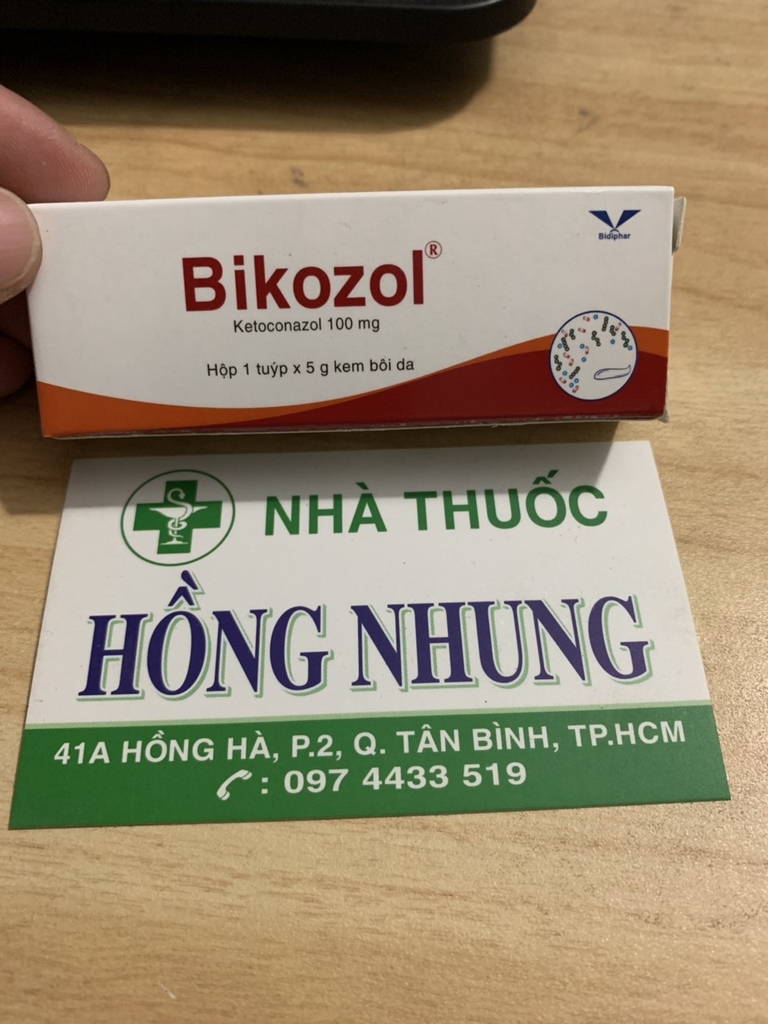 Bidiphar
Bikozol®
Ketoconazol 100 mg
Hộp 1 tuýp x 5 g kem bôi da
NHÀ THUỐC
HỒNG NHUNG
41A HỒNG HÀ, P.2, Q. TÂN BÌNH, TP.HCM
: 097 4433 519